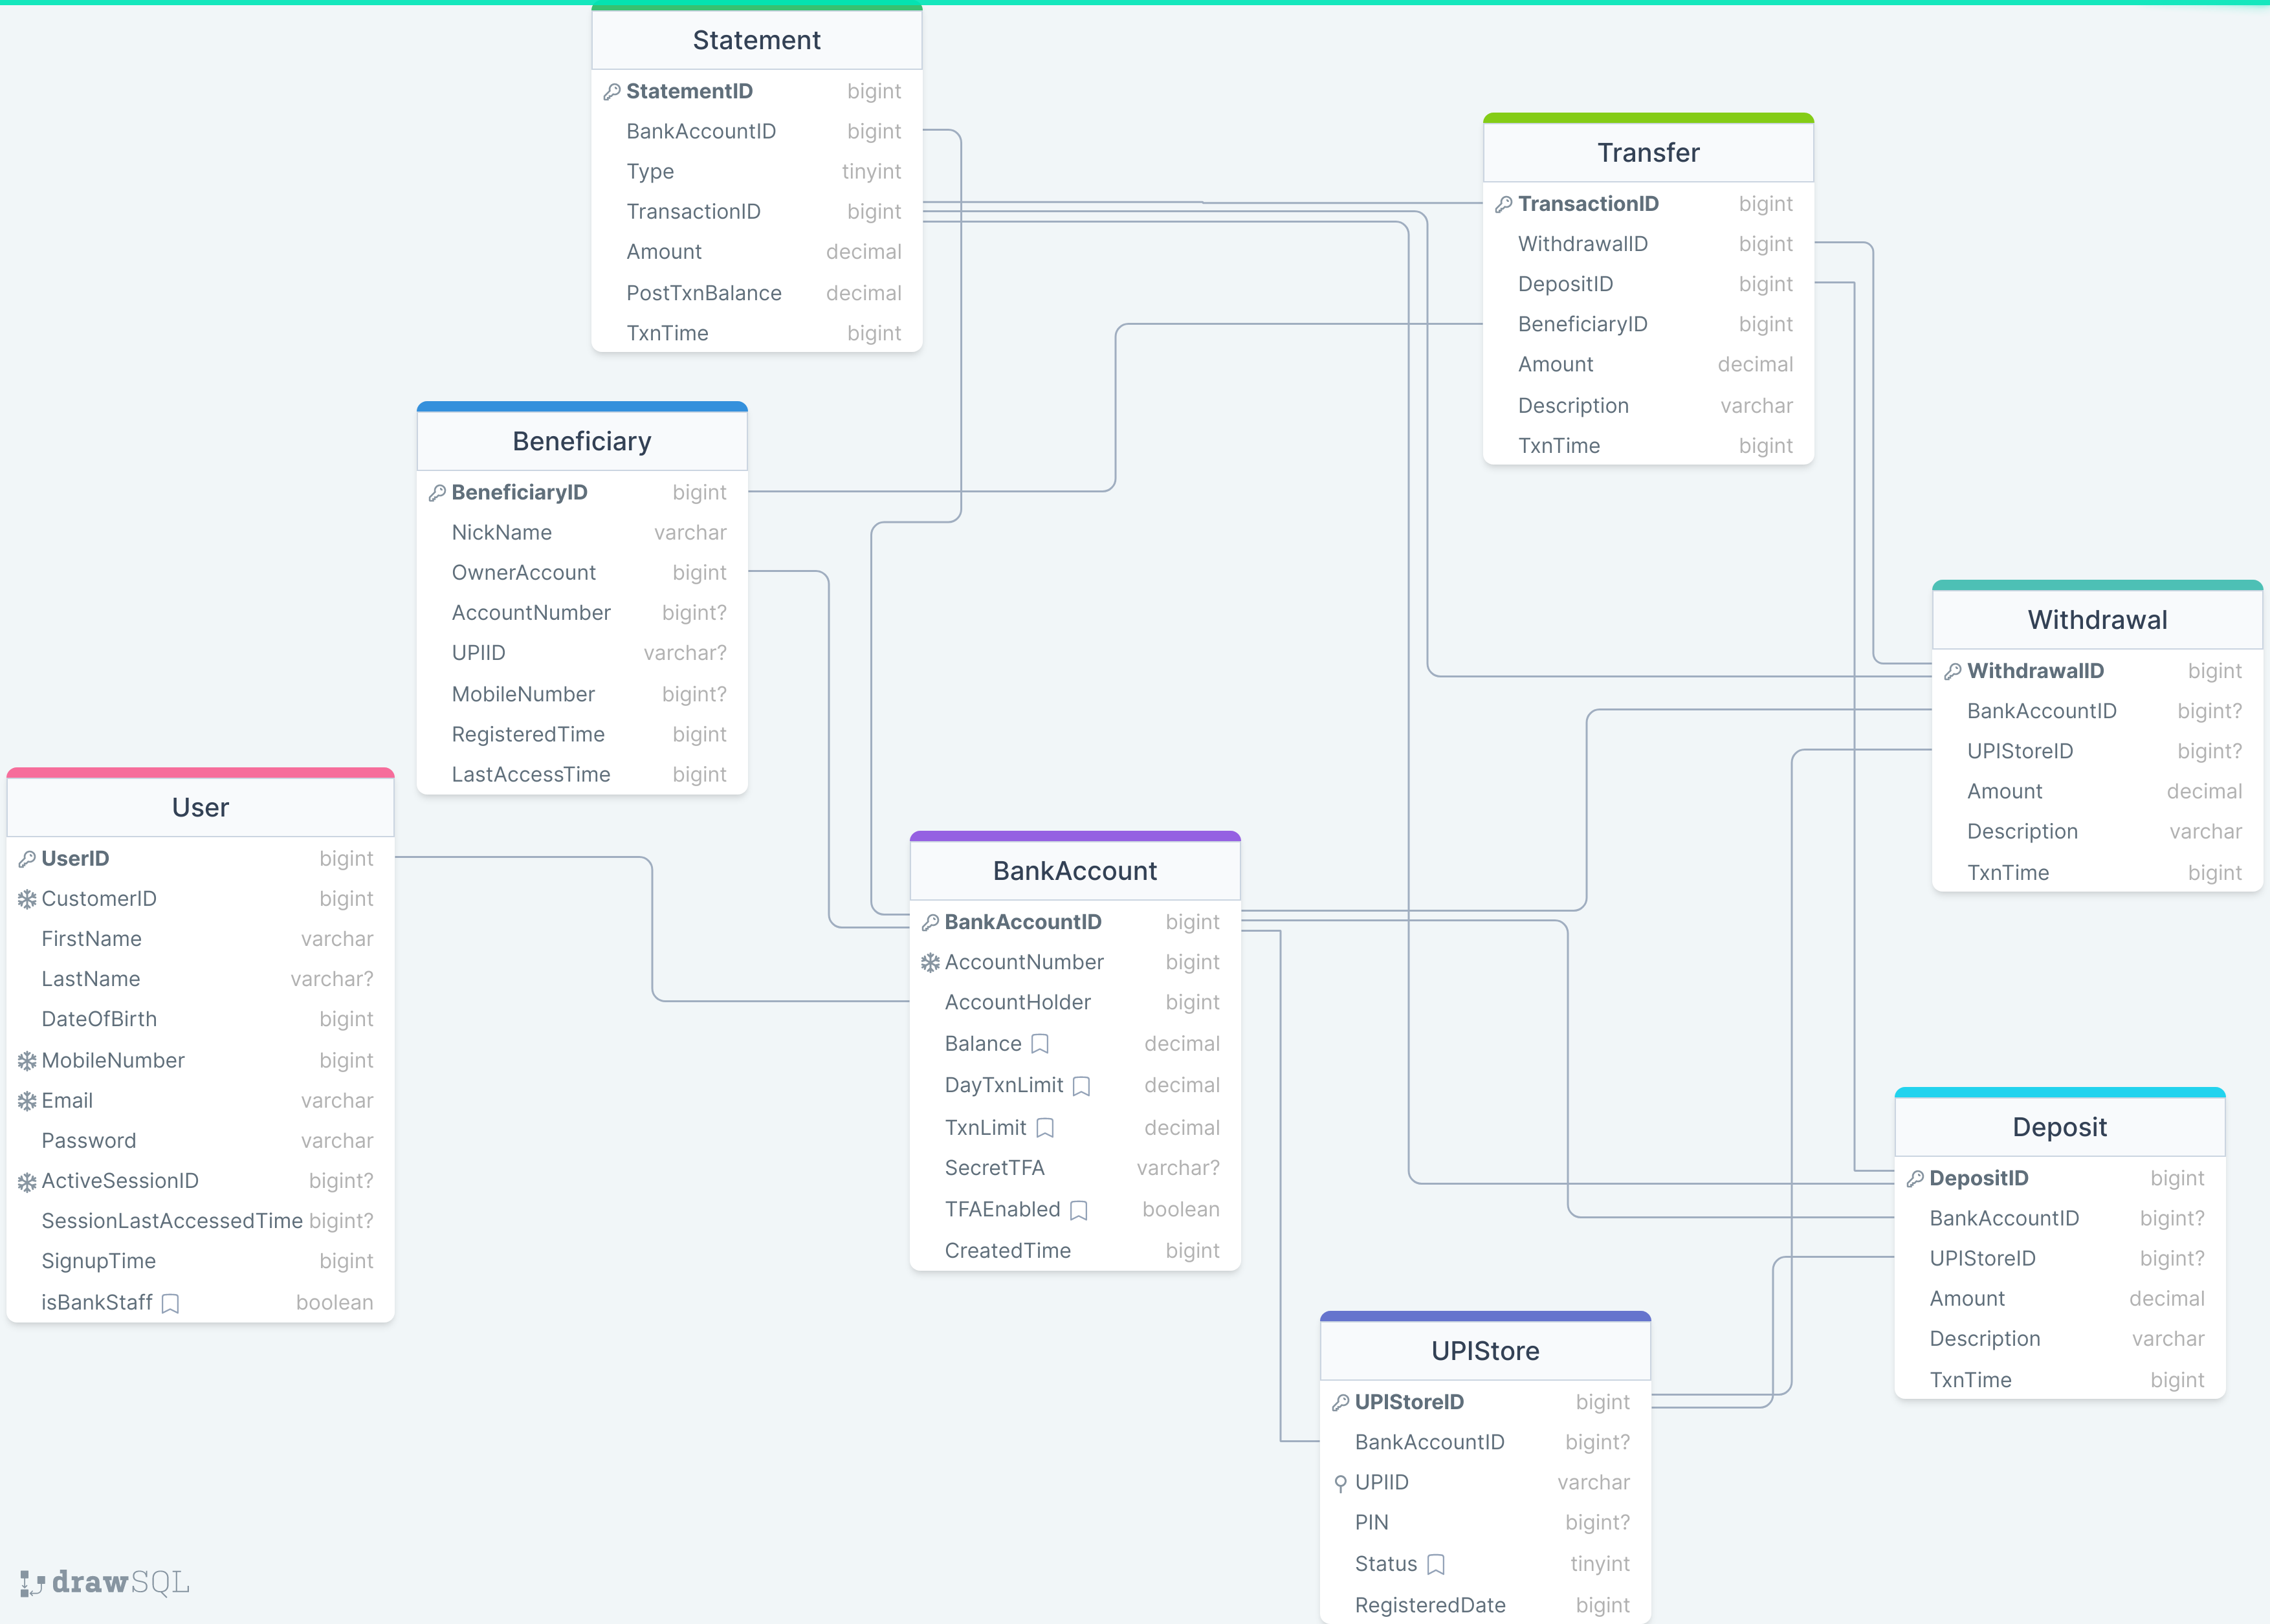 Statement
StatementID bigint
BankAccountID bigint
Type tinyint
TransactionID bigint
Amount decimal
PostTxnBalance decimal
TxnTime bigint
Transfer
TransactionID bigint
WithdrawalID bigint
DepositID bigint
BeneficiaryID bigint
Amount decimal
Description varchar
TxnTime bigint
Beneficiary
BeneficiaryID bigint
NickName varchar
OwnerAccount bigint
AccountNumber bigint?
UPIID varchar?
MobileNumber bigint?
RegisteredTime bigint
LastAccessTime bigint
Withdrawal
WithdrawalID bigint
BankAccountID bigint?
UPIStoreID bigint?
Amount decimal
Description varchar
TxnTime bigint
User
UserID bigint
CustomerID bigint
FirstName varchar
LastName varchar?
DateOfBirth bigint
MobileNumber bigint
Email varchar
Password varchar
ActiveSessionID bigint?
SessionLastAccessedTime bigint?
SignupTime bigint
isBankStaff boolean
BankAccount
BankAccountID bigint
AccountNumber bigint
AccountHolder bigint
Balance decimal
DayTxnLimit decimal
TxnLimit decimal
SecretTFA varchar?
TFAEnabled boolean
CreatedTime bigint
Deposit
DepositID bigint
BankAccountID bigint?
UPIStoreID bigint?
Amount decimal
Description varchar
TxnTime bigint
UPIStore
UPIStoreID bigint
BankAccountID bigint?
UPIID varchar
PIN bigint?
Status tinyint
RegisteredDate bigint
drawSQL